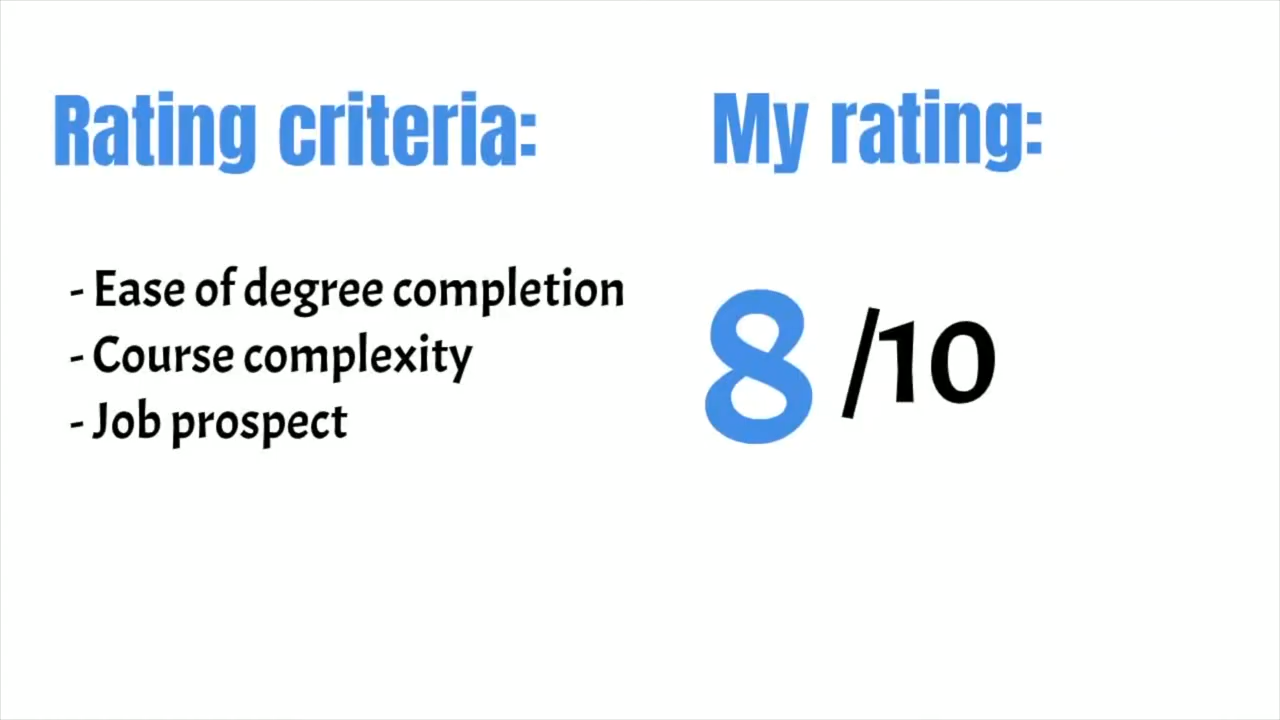 Rating criteria:
My rating:
- Ease of degree completion
- Course complexity
- Job prospect
8/10